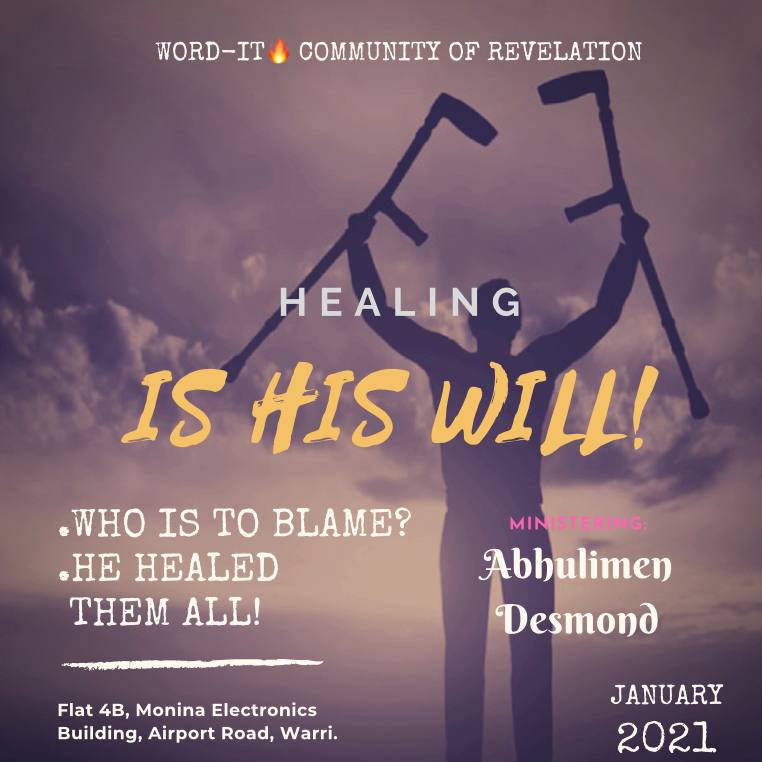 WORD-IT🔥 COMMUNITY OF REVELATION
HEALING
IS HIS WILL!
.WHO IS TO BLAME?
.HE HEALED
THEM ALL!
MINISTERING:
Abhulimen
Desmond
Flat 4B, Monina Electronics
Building, Airport Road, Warri.
JANUARY
2021